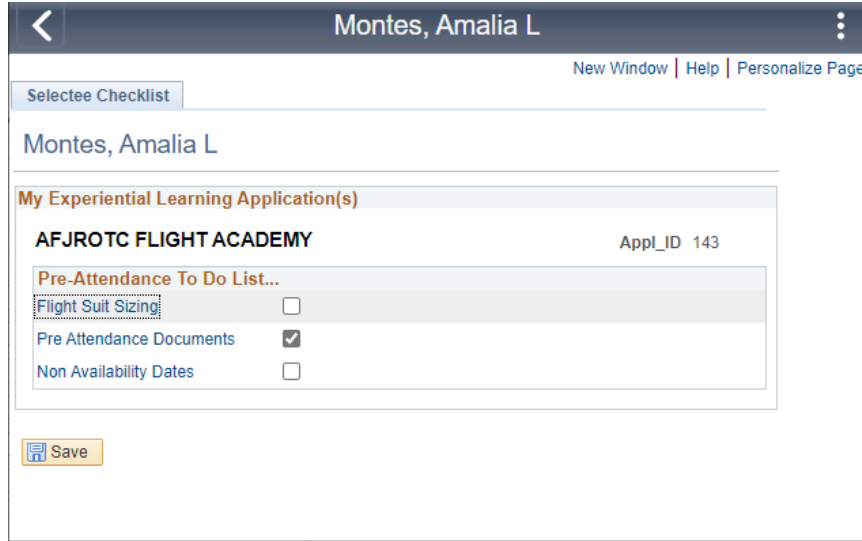 Montes, Amalia L
New Window | Help | Personalize Page
Selectee Checklist
Montes, Amalia L
My Experiential Learning Application(s)
AFJROTC FLIGHT ACADEMY Appl_ID 143
Pre-Attendance To Do List...
Flight Suit Sizing
Pre Attendance Documents
Non Availability Dates
Save